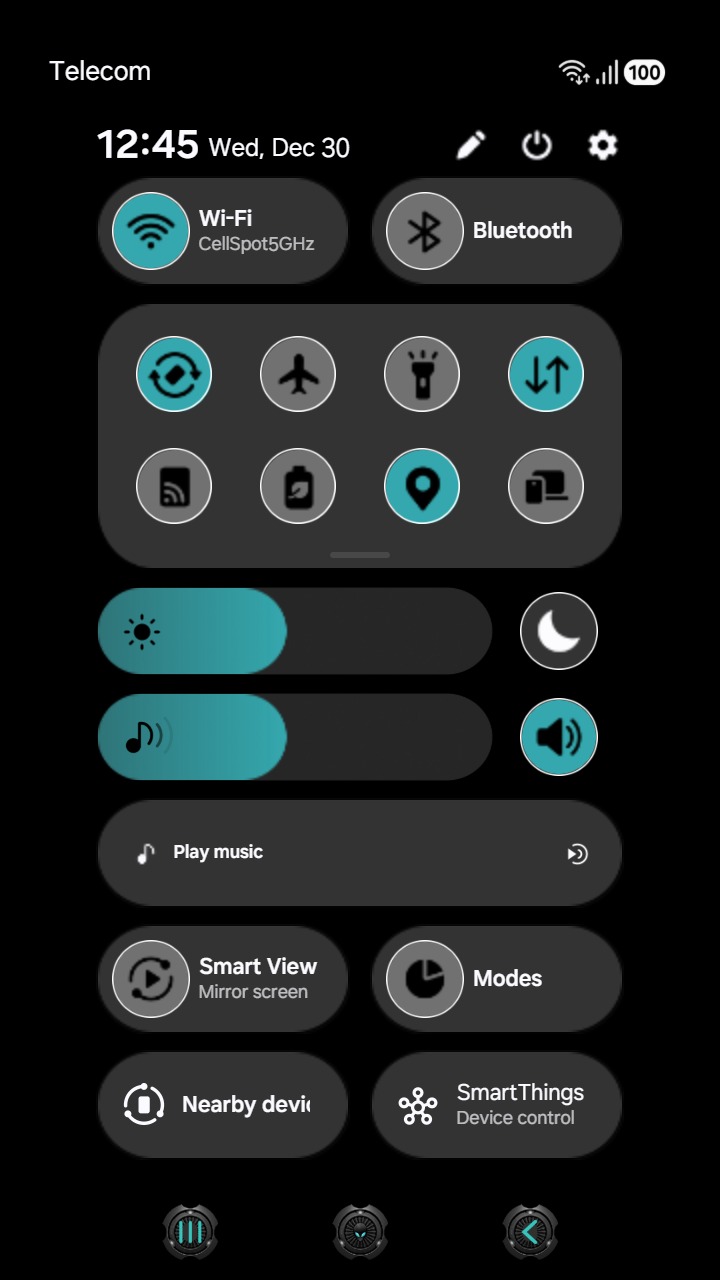 Telecom
100
12:45 Wed, Dec 30
Wi-Fi
CellSpot5GHz
Bluetooth
Play music
Smart View
Mirror screen
Modes
Nearby devi
SmartThings
Device control